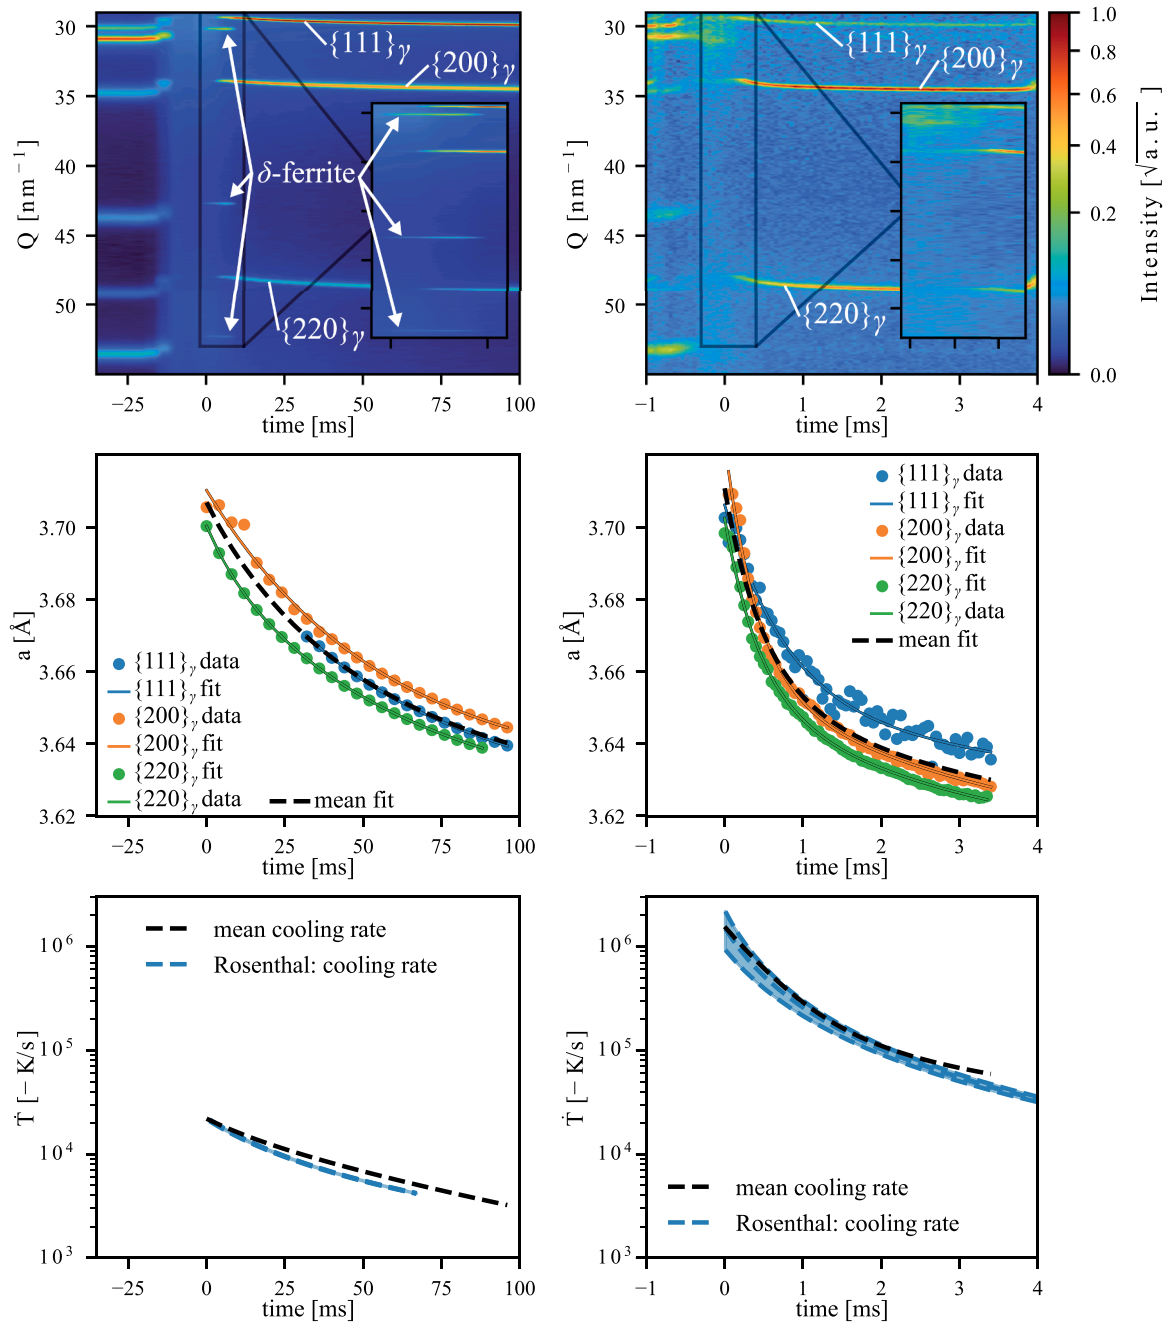 30
35
40
45
50
Q [nm⁻¹]
{111}γ
{200}γ
δ-ferrite
{220}γ
−25 0 25 50 75 100
time [ms]
30
35
40
45
50
Q [nm⁻¹]
{111}γ
{200}γ
{220}γ
−1 0 1 2 3 4
time [ms]
1.0
0.8
0.6
0.4
0.2
0.0
Intensity [√a.u.]
3.70
3.68
3.66
3.64
3.62
a [Å]
{111}γ data
{111}γ fit
{200}γ data
{200}γ fit
{220}γ fit
{220}γ data
mean fit
−25 0 25 50 75 100
time [ms]
3.70
3.68
3.66
3.64
3.62
a [Å]
{111}γ data
{111}γ fit
{200}γ data
{200}γ fit
{220}γ fit
{220}γ data
mean fit
−1 0 1 2 3 4
time [ms]
10⁶
10⁵
10⁴
10³
Ṫ [− K/s]
mean cooling rate
Rosenthal: cooling rate
−25 0 25 50 75 100
time [ms]
10⁶
10⁵
10⁴
10³
Ṫ [− K/s]
mean cooling rate
Rosenthal: cooling rate
−1 0 1 2 3 4
time [ms]